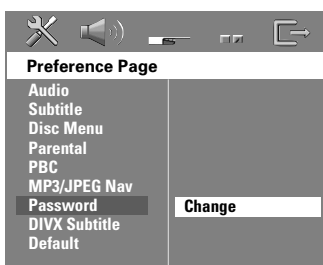 Preference Page
Audio
Subtitle
Disc Menu
Parental
PBC
MP3/JPEG Nav
Password
Change
DIVX Subtitle
Default